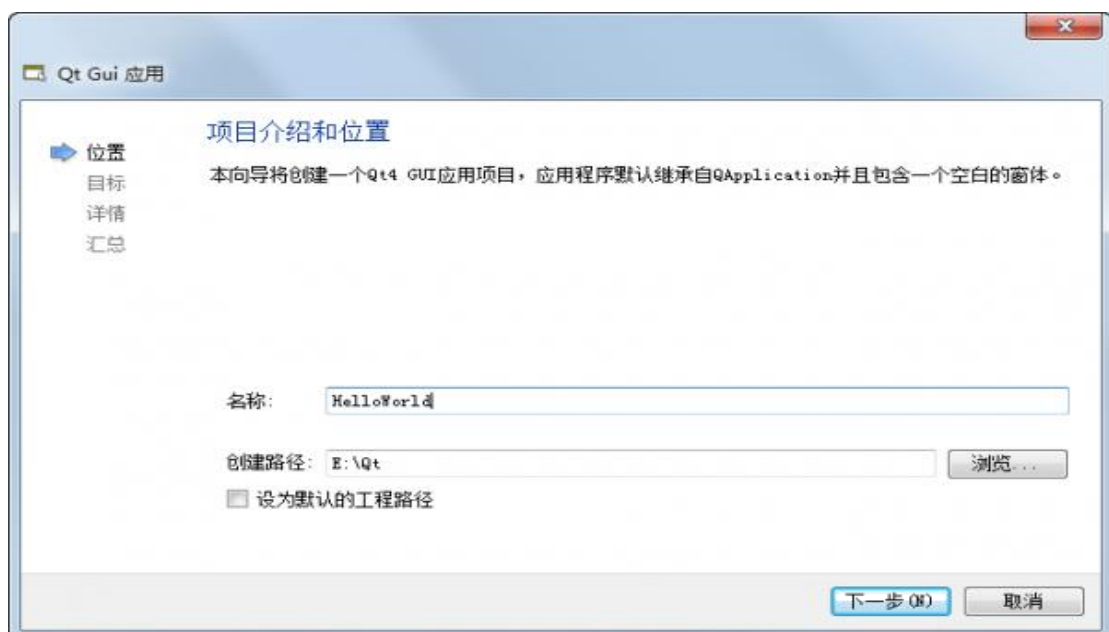 Qt Gui 应用
项目介绍和位置
位置
本向导将创建一个Qt4 GUI应用项目，应用程序默认继承自QApplication并且包含一个空白的窗体。
目标
详情
汇总
名称： HelloWorld
创建路径： E:\Qt 浏览...
设为默认的工程路径
下一步(N) 取消